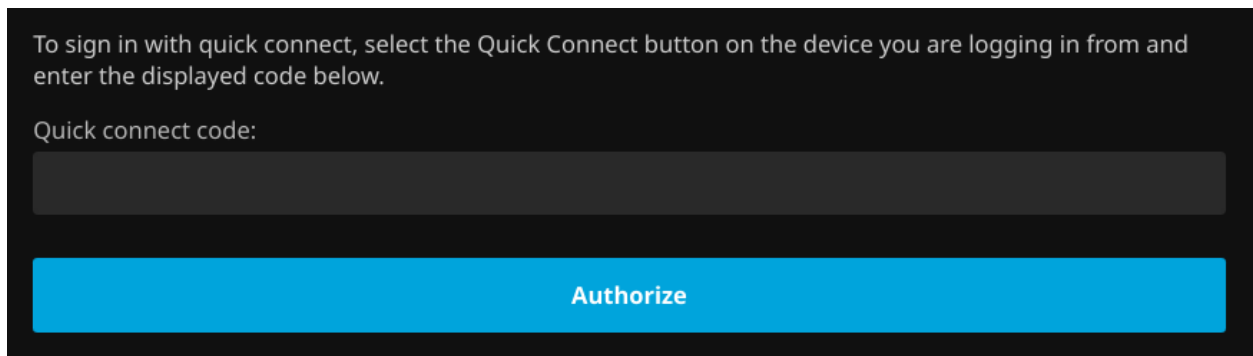 To sign in with quick connect, select the Quick Connect button on the device you are logging in from and
enter the displayed code below.
Quick connect code:
Authorize